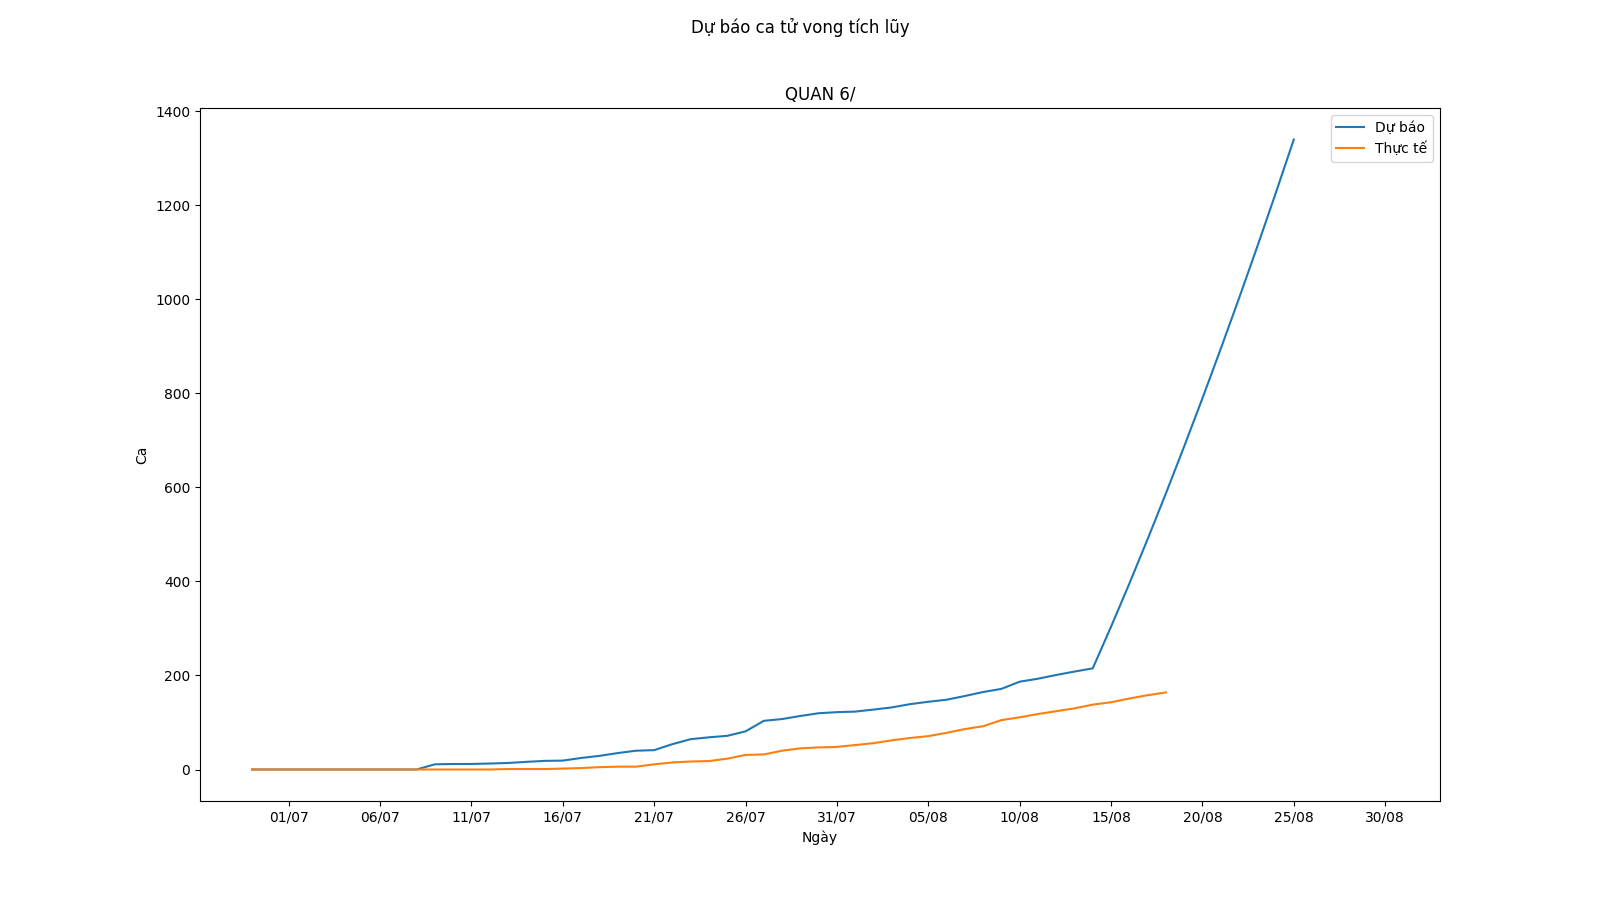 Dự báo ca tử vong tích lũy
QUAN 6/
1400
1200
1000
800
600
400
200
0
Ca
Dự báo
Thực tế
01/07 06/07 11/07 16/07 21/07 26/07 31/07 05/08 10/08 15/08 20/08 25/08 30/08
Ngày